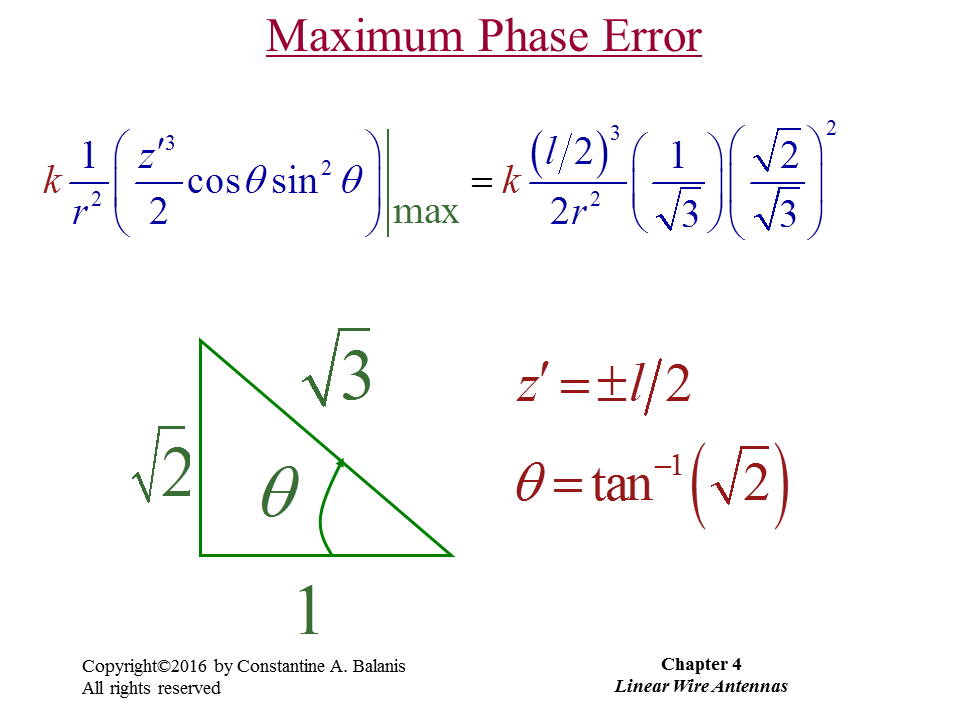 Maximum Phase Error
k 1/r² (z′³/2 cosθ sin² θ)|max = k (l/2)³/2r² (1/√3) (√2/√3)²
√3
√2
θ
1
z′ = ±l/2
θ = tan⁻¹(√2)
Copyright©2016 by Constantine A. Balanis
All rights reserved
Chapter 4
Linear Wire Antennas